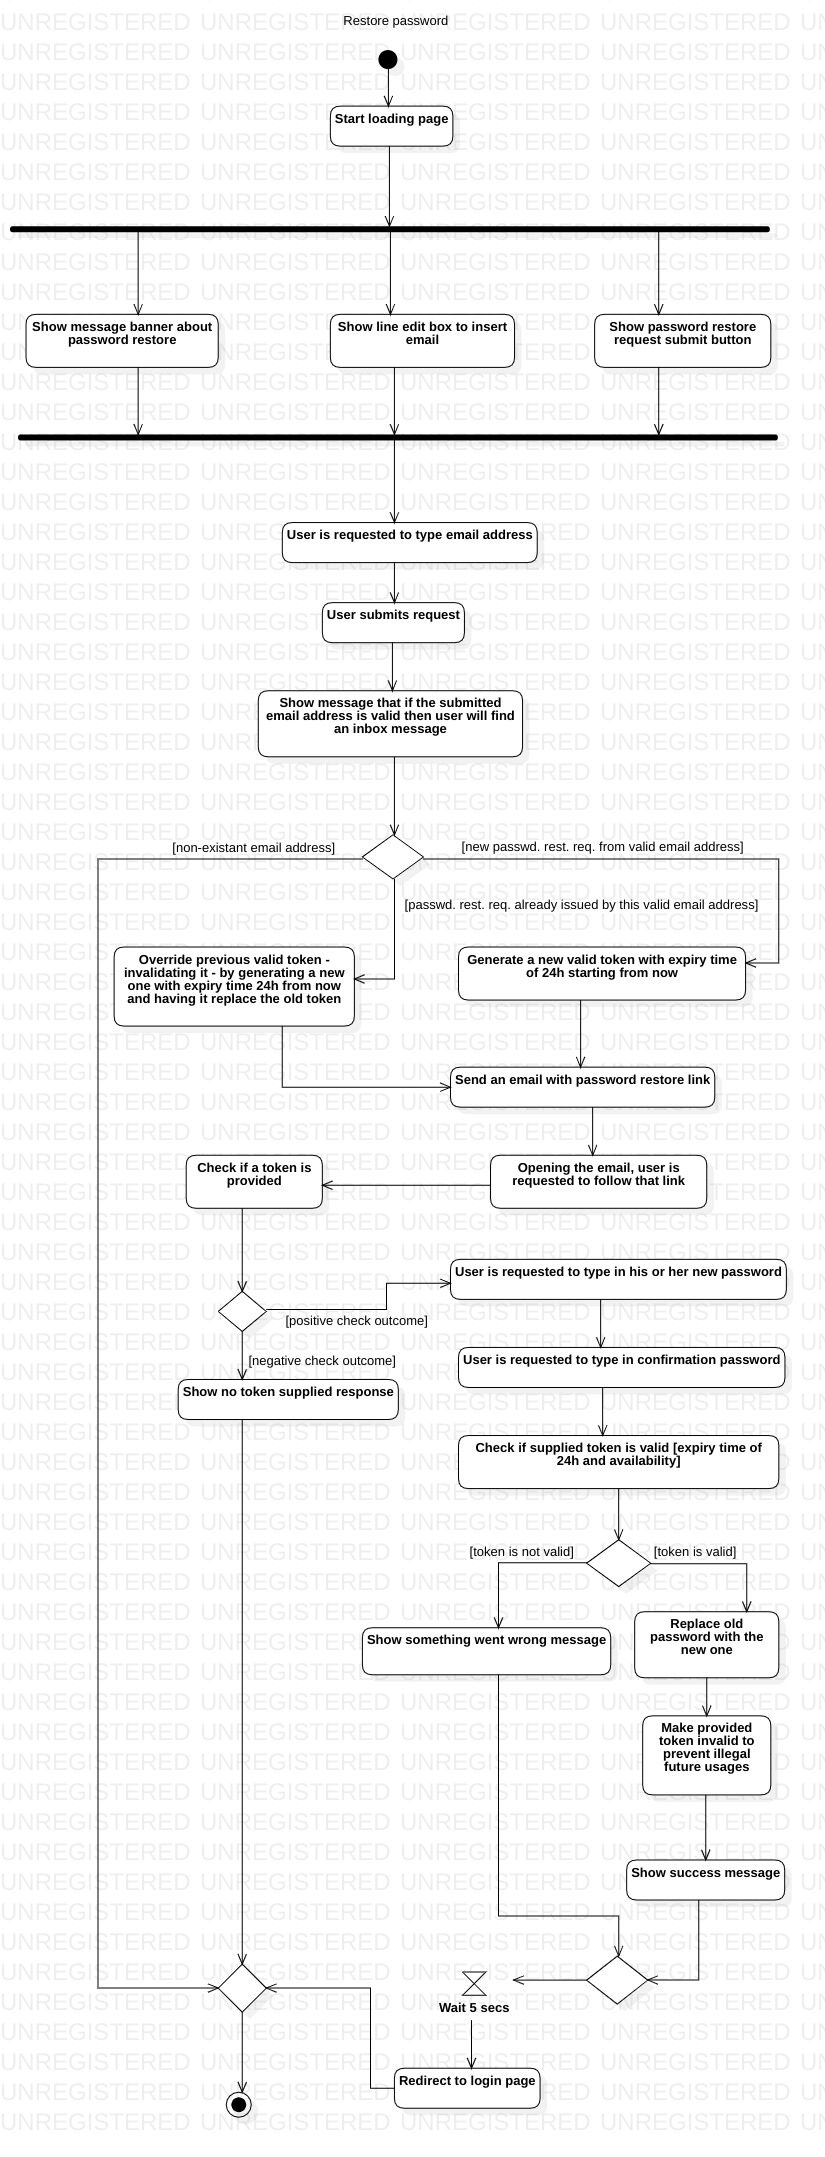 Restore password
Start loading page
Show message banner about
password restore
Show line edit box to insert
email
Show password restore
request submit button
User is requested to type email address
User submits request
Show message that if the submitted
email address is valid then user will find
an inbox message
[non-existant email address]
[new passwd. rest. req. from valid email address]
[passwd. rest. req. already issued by this valid email address]
Override previous valid token -
invalidating it - by generating a new
one with expiry time 24h from now
and having it replace the old token
Generate a new valid token with expiry time
of 24h starting from now
Send an email with password restore link
Check if a token is
provided
Opening the email, user is
requested to follow that link
User is requested to type in his or her new password
[positive check outcome]
[negative check outcome]
User is requested to type in confirmation password
Show no token supplied response
Check if supplied token is valid [expiry time of
24h and availability]
[token is not valid]
[token is valid]
Show something went wrong message
Replace old
password with the
new one
Make provided
token invalid to
prevent illegal
future usages
Show success message
Wait 5 secs
Redirect to login page
UNREGISTERED UNREGISTERED UNREGISTERED UNREGISTERED UN